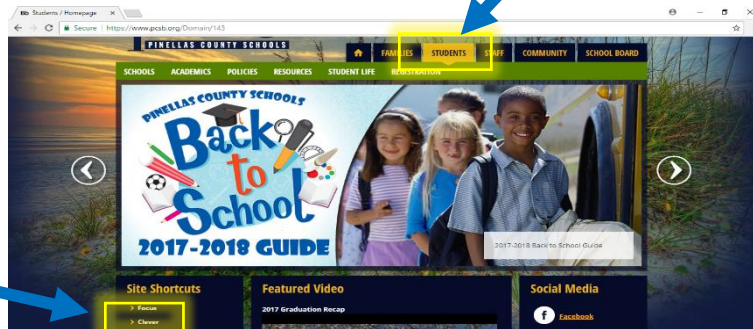 Students / Homepage
Secure | https://www.pcsb.org/Domain/143
PINELLAS COUNTY SCHOOLS
FAMILIES STUDENTS STAFF COMMUNITY SCHOOL BOARD
SCHOOLS ACADEMICS POLICIES RESOURCES STUDENT LIFE REGISTRATION
PINELLAS COUNTY SCHOOLS
Back
to
School
2017-2018 GUIDE
2017-2018 Back to School Guide
Site Shortcuts Featured Video Social Media
> Focus 2017 Graduation Recap
f Facebook
> Clever